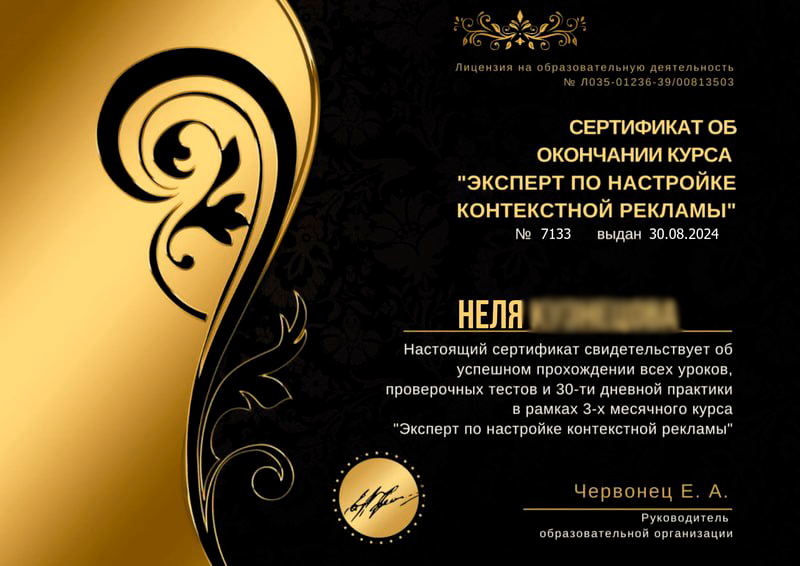 Лицензия на образовательную деятельность
№ Л035-01236-39/00813503
СЕРТИФИКАТ ОБ
ОКОНЧАНИИ КУРСА
"ЭКСПЕРТ ПО НАСТРОЙКЕ
КОНТЕКСТНОЙ РЕКЛАМЫ"
№ 7133 выдан 30.08.2024
НЕЛЯ
Настоящий сертификат свидетельствует об
успешном прохождении всех уроков,
проверочных тестов и 30-ти дневной практики
в рамках 3-х месячного курса
"Эксперт по настройке контекстной рекламы"
Червонец Е. А.
Руководитель
образовательной организации